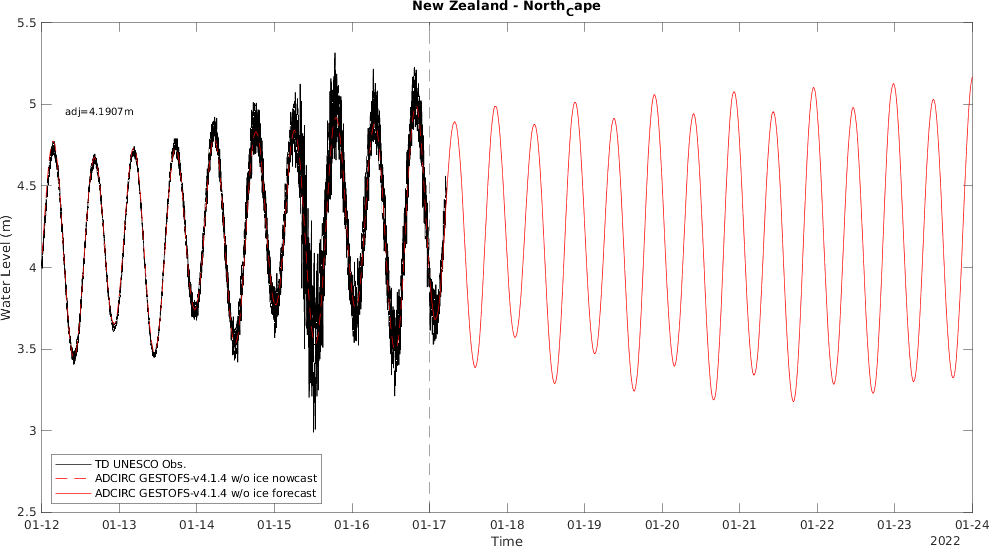 New Zealand - NorthCape
5.5
5
4.5
4
3.5
3
2.5
Water Level (m)
adj=4.1907m
TD UNESCO Obs.
ADCIRC GESTOFS-v4.1.4 w/o ice nowcast
ADCIRC GESTOFS-v4.1.4 w/o ice forecast
01-12 01-13 01-14 01-15 01-16 01-17 01-18 01-19 01-20 01-21 01-22 01-23 01-24
Time
2022